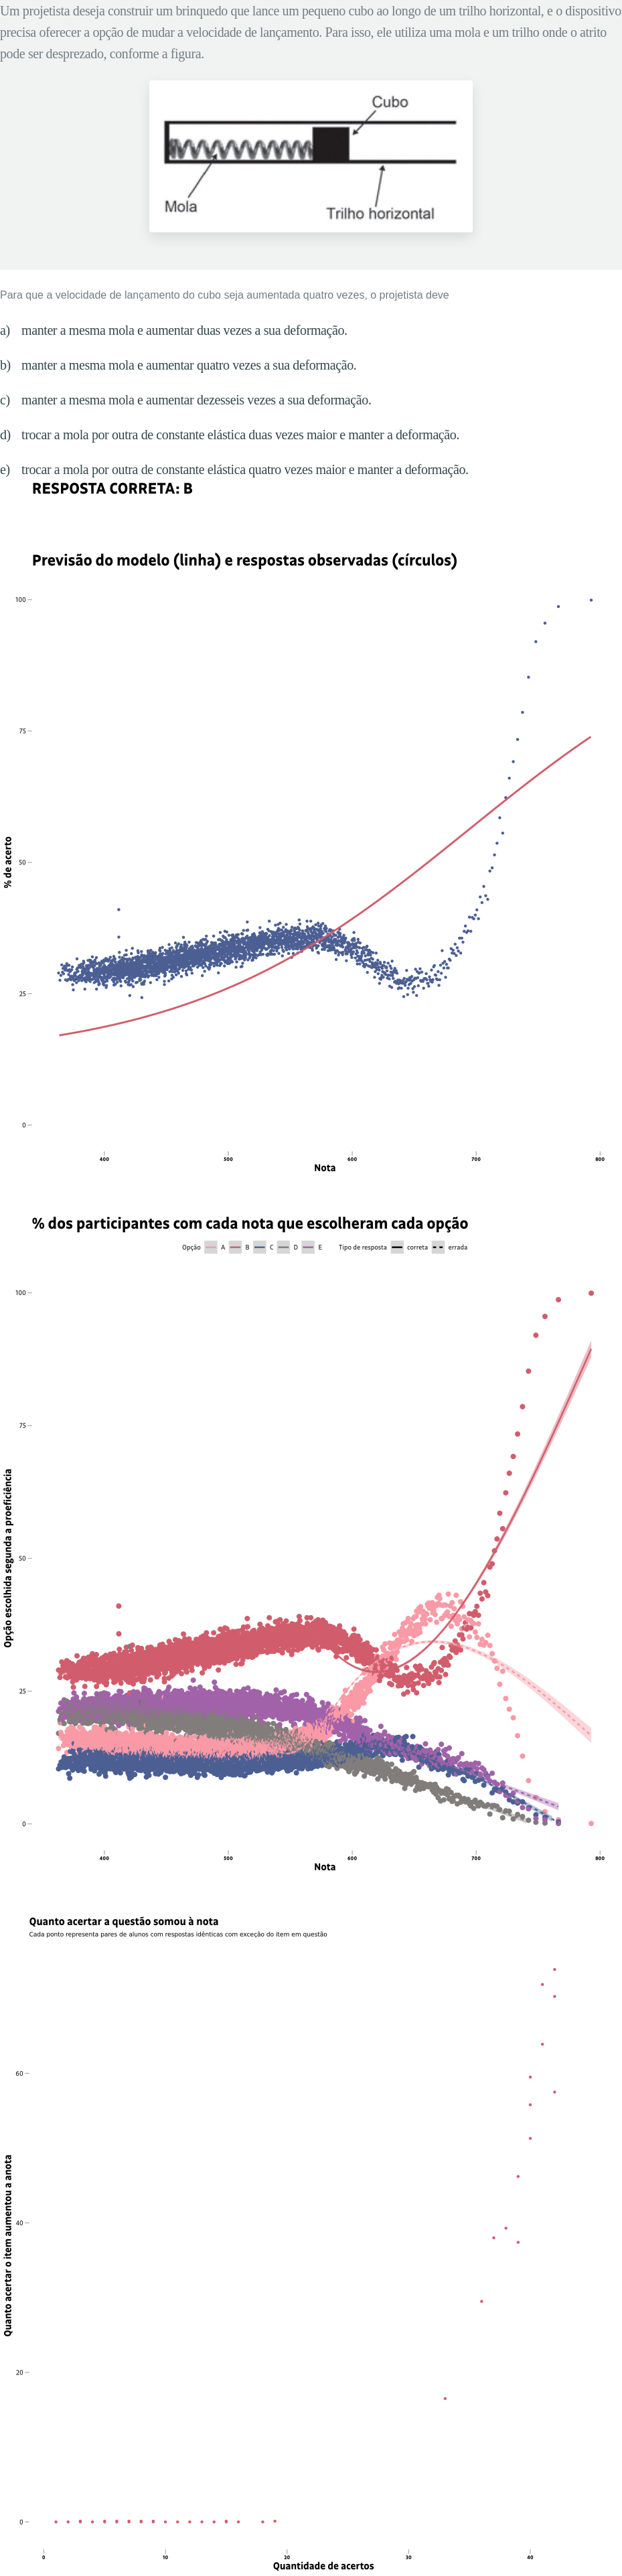 Um projetista deseja construir um brinquedo que lance um pequeno cubo ao longo de um trilho horizontal, e o dispositivo
precisa oferecer a opção de mudar a velocidade de lançamento. Para isso, ele utiliza uma mola e um trilho onde o atrito
pode ser desprezado, conforme a figura.
Cubo
Mola
Trilho horizontal
Para que a velocidade de lançamento do cubo seja aumentada quatro vezes, o projetista deve
a) manter a mesma mola e aumentar duas vezes a sua deformação.
b) manter a mesma mola e aumentar quatro vezes a sua deformação.
c) manter a mesma mola e aumentar dezesseis vezes a sua deformação.
d) trocar a mola por outra de constante elástica duas vezes maior e manter a deformação.
e) trocar a mola por outra de constante elástica quatro vezes maior e manter a deformação.
RESPOSTA CORRETA: B
Previsão do modelo (linha) e respostas observadas (círculos)
100
75
50
25
0
% de acerto
400 500 600 700 800
Nota
% dos participantes com cada nota que escolheram cada opção
Opção A B C D E Tipo de resposta correta errada
100
75
50
25
0
Opção escolhida segunda a proeficiência
400 500 600 700 800
Nota
Quanto acertar a questão somou à nota
Cada ponto representa pares de alunos com respostas idênticas com exceção do item em questão
60
40
20
0
Quanto acertar o item aumentou a anota
0 10 20 30 40
Quantidade de acertos